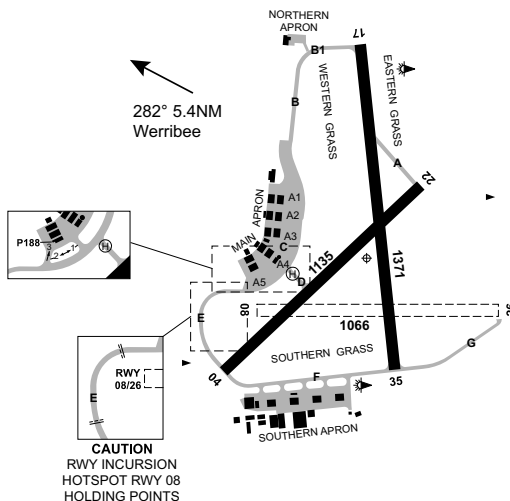 NORTHERN
APRON
17
B1
B
WESTERN GRASS
EASTERN GRASS
282° 5.4NM
Werribee
A
22
A1
A2
A3
A4
A5
MAIN
APRON
C
H
D
1135
1371
P188
3
2
1
H
E
08
1066
26
SOUTHERN GRASS
G
04
F
35
RWY
08/26
E
SOUTHERN APRON
CAUTION
RWY INCURSION
HOTSPOT RWY 08
HOLDING POINTS